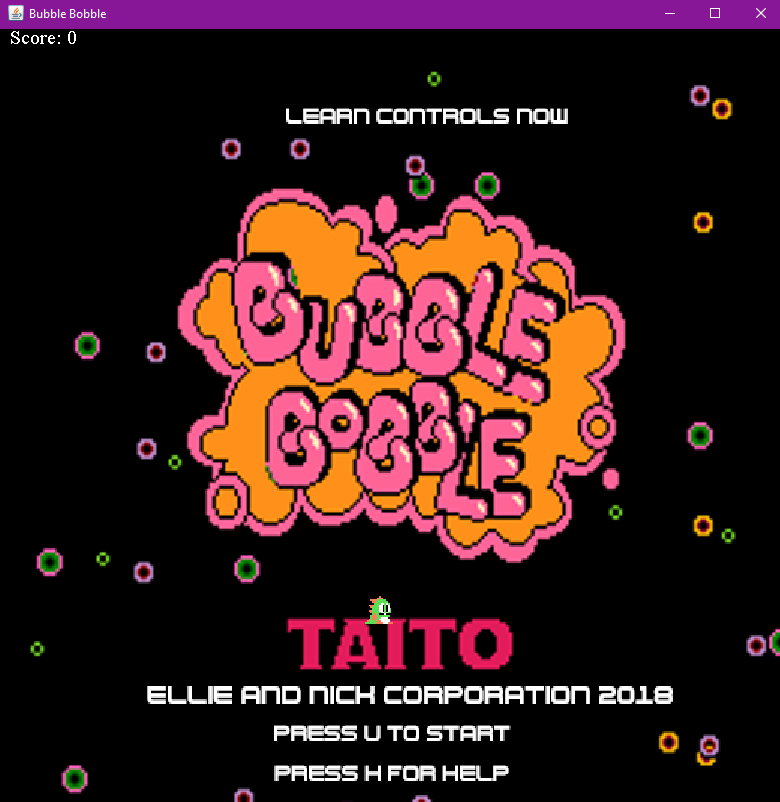 Bubble Bobble
Score: 0
LEARN CONTROLS NOW
BUBBLE
BOBBLE
TAITO
ELLIE AND NICK CORPORATION 2018
PRESS U TO START
PRESS H FOR HELP